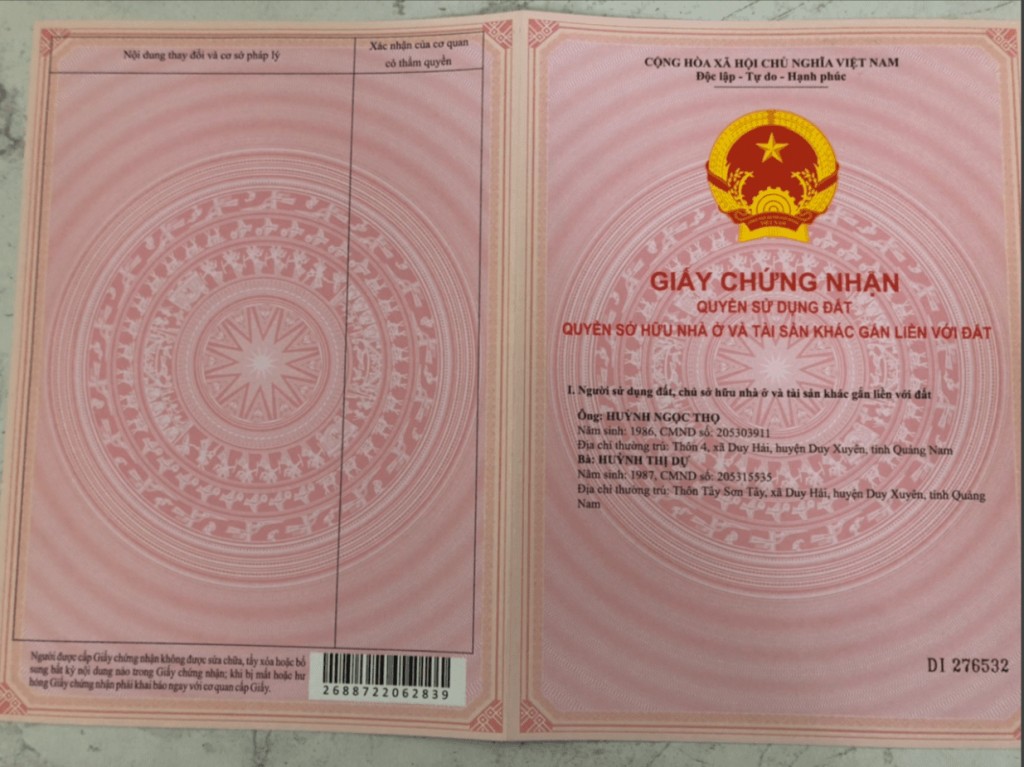 Nội dung thay đổi và cơ sở pháp lý
Xác nhận của cơ quan
có thẩm quyền
Người được cấp Giấy chứng nhận không được sửa chữa, tẩy xóa hoặc bổ
sung bất kỳ nội dung nào trong Giấy chứng nhận; khi bị mất hoặc hư
hỏng Giấy chứng nhận phải khai báo ngay với cơ quan cấp Giấy.
2688722062839
CỘNG HÒA XÃ HỘI CHỦ NGHĨA VIỆT NAM
Độc lập - Tự do - Hạnh phúc
GIẤY CHỨNG NHẬN
QUYỀN SỬ DỤNG ĐẤT
QUYỀN SỞ HỮU NHÀ Ở VÀ TÀI SẢN KHÁC GẮN LIỀN VỚI ĐẤT
I. Người sử dụng đất, chủ sở hữu nhà ở và tài sản khác gắn liền với đất
Ông: HUỲNH NGỌC THỌ
Năm sinh: 1986, CMND số: 205303911
Địa chỉ thường trú: Thôn 4, xã Duy Hải, huyện Duy Xuyên, tỉnh Quảng Nam
Bà: HUỲNH THỊ DỰ
Năm sinh: 1987, CMND số: 205315535
Địa chỉ thường trú: Thôn Tây Sơn Tây, xã Duy Hải, huyện Duy Xuyên, tỉnh Quảng
Nam
DI 276532